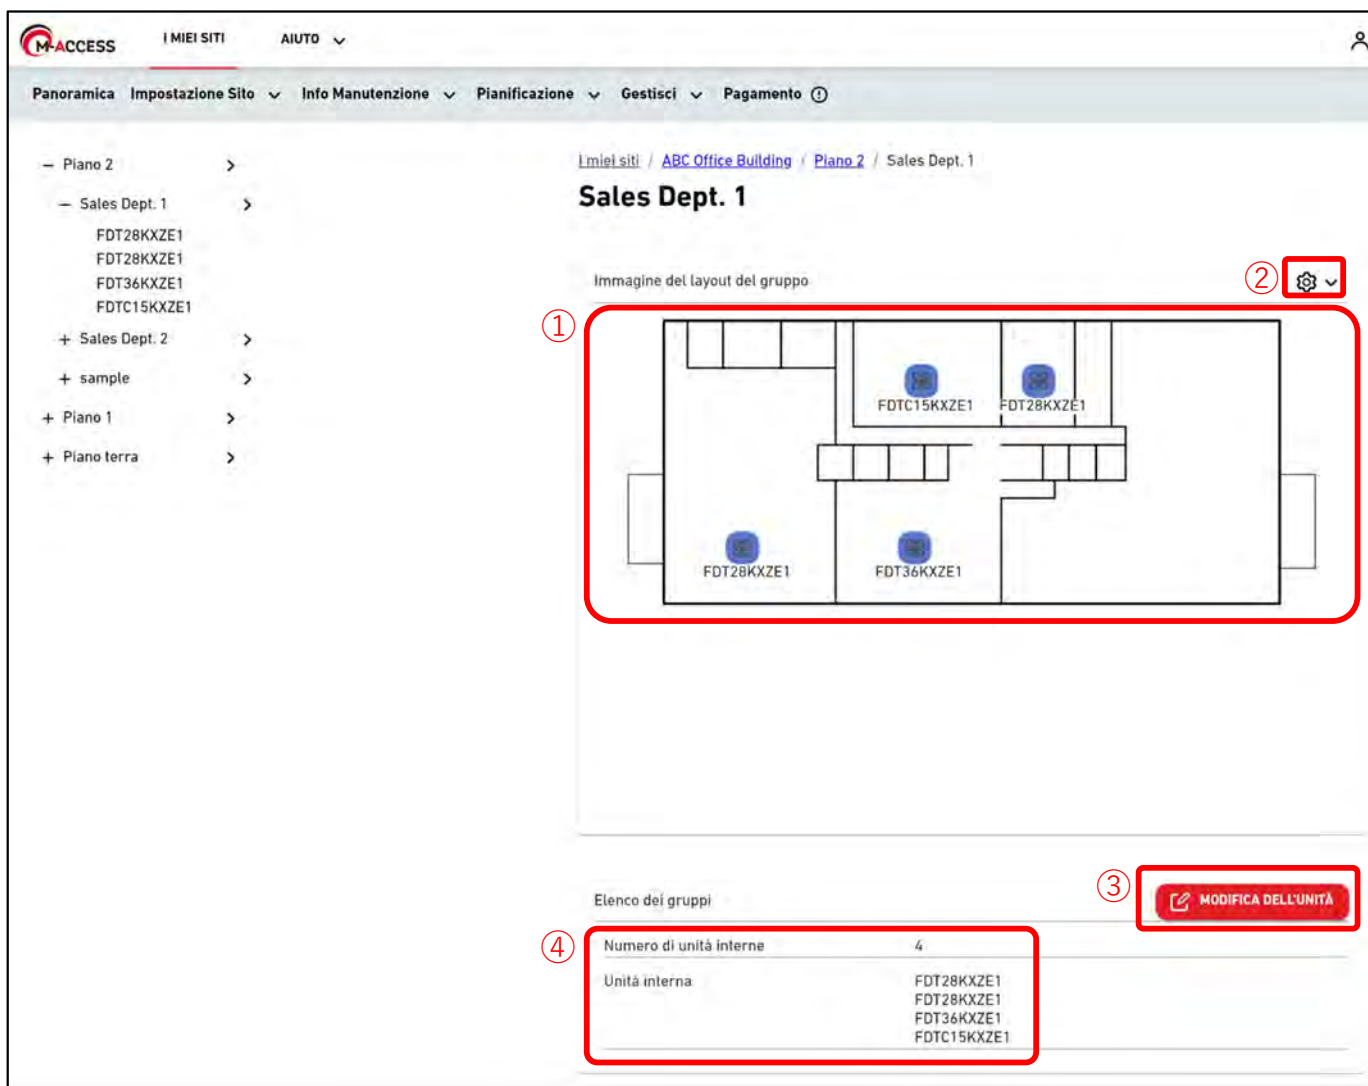 M-ACCESS I MIEI SITI AIUTO
Panoramica Impostazione Sito Info Manutenzione Pianificazione Gestisci Pagamento
− Piano 2
− Sales Dept. 1
FDT28KXZE1
FDT28KXZE1
FDT36KXZE1
FDTC15KXZE1
+ Sales Dept. 2
+ sample
+ Piano 1
+ Piano terra
I miei siti / ABC Office Building / Piano 2 / Sales Dept. 1
Sales Dept. 1
Immagine del layout del gruppo
②
①
FDTC15KXZE1 FDT28KXZE1
FDT28KXZE1 FDT36KXZE1
Elenco dei gruppi
③
MODIFICA DELL'UNITÀ
④
Numero di unità interne 4
Unità interna FDT28KXZE1
FDT28KXZE1
FDT36KXZE1
FDTC15KXZE1